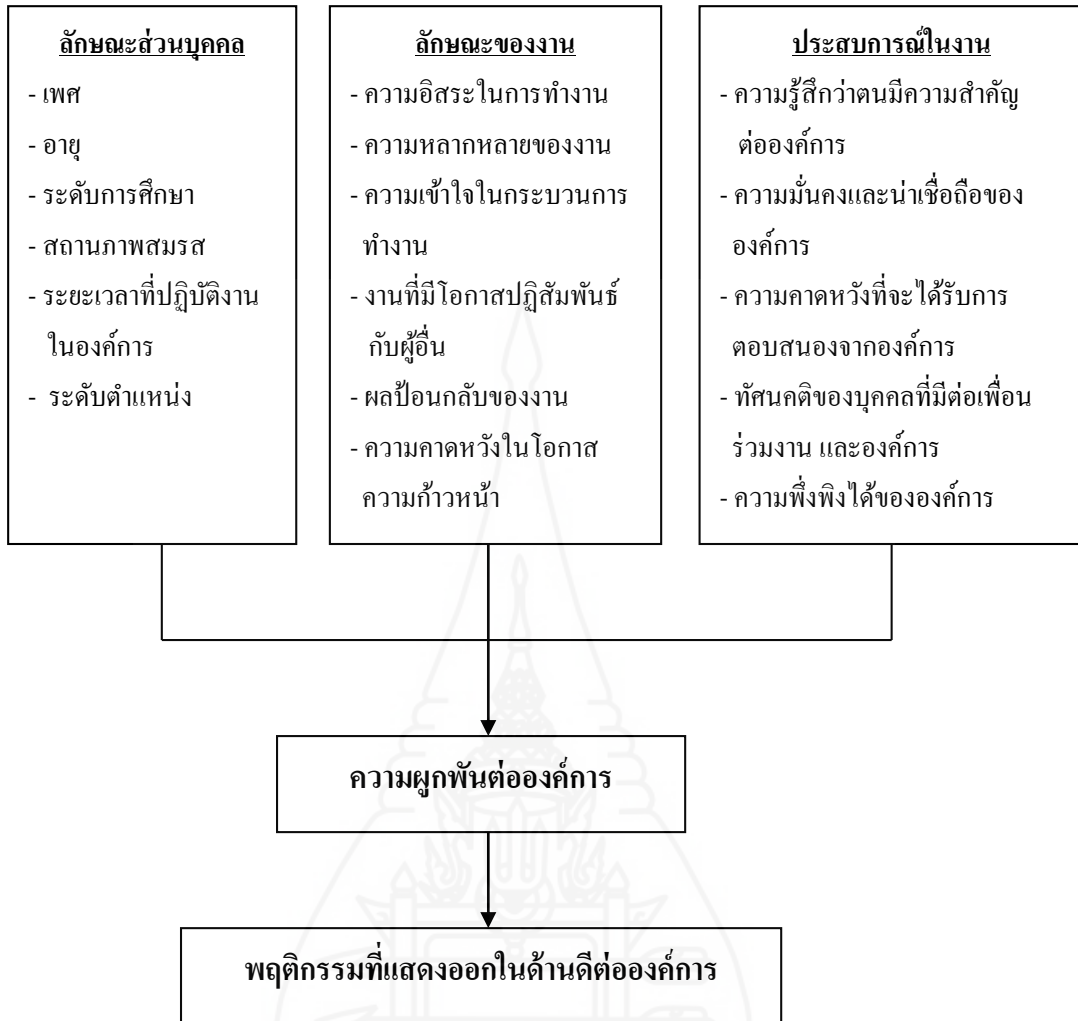 ลักษณะส่วนบุคคล
- เพศ
- อายุ
- ระดับการศึกษา
- สถานภาพสมรส
- ระยะเวลาที่ปฏิบัติงาน
ในองค์การ
- ระดับตำแหน่ง
ลักษณะของงาน
- ความอิสระในการทำงาน
- ความหลากหลายของงาน
- ความเข้าใจในกระบวนการ
ทำงาน
- งานที่มีโอกาสปฏิสัมพันธ์
กับผู้อื่น
- ผลป้อนกลับของงาน
- ความคาดหวังในโอกาส
ความก้าวหน้า
ประสบการณ์ในงาน
- ความรู้สึกว่าตนมีความสำคัญ
ต่อองค์การ
- ความมั่นคงและน่าเชื่อถือของ
องค์การ
- ความคาดหวังที่จะได้รับการ
ตอบสนองจากองค์การ
- ทัศนคติของบุคคลที่มีต่อเพื่อน
ร่วมงาน และองค์การ
- ความพึ่งพิงได้ขององค์การ
ความผูกพันต่อองค์การ
พฤติกรรมที่แสดงออกในด้านดีต่อองค์การ